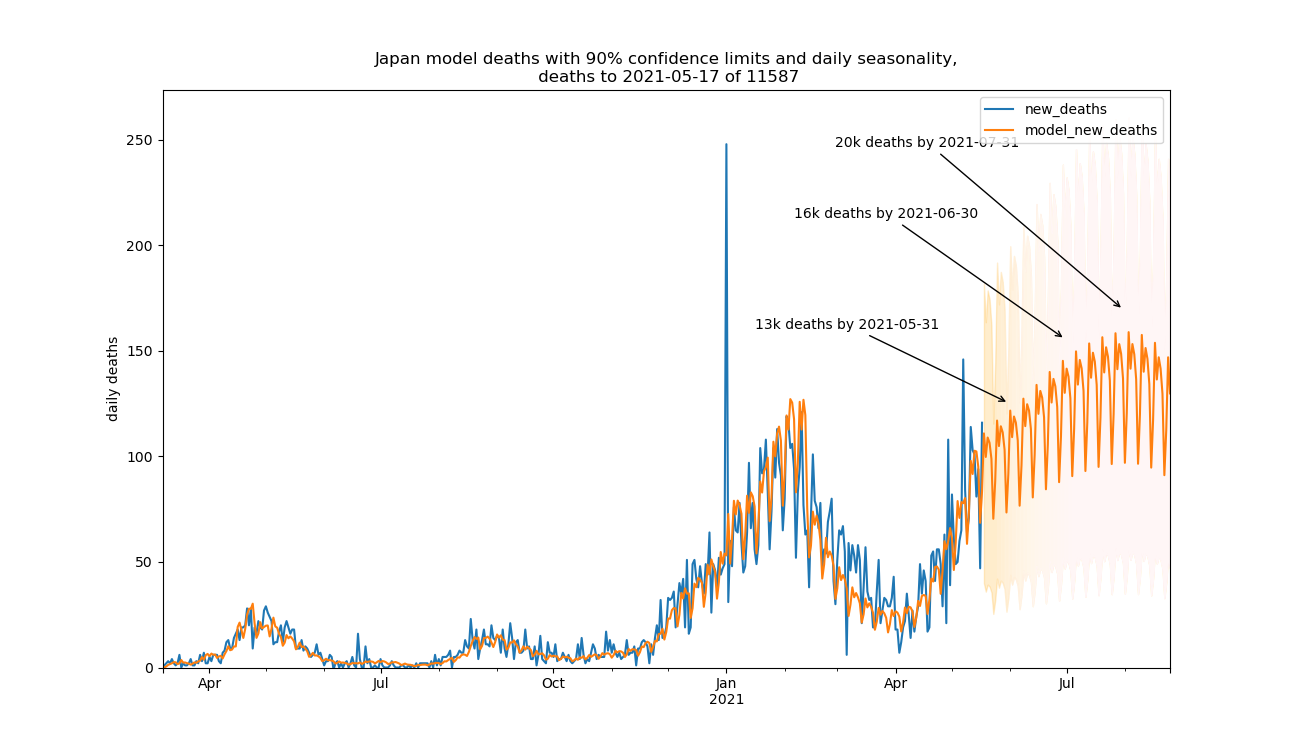 Japan model deaths with 90% confidence limits and daily seasonality,
deaths to 2021-05-17 of 11587
new_deaths
model_new_deaths
20k deaths by 2021-07-31
16k deaths by 2021-06-30
13k deaths by 2021-05-31
daily deaths
250
200
150
100
50
0
Apr
Jul
Oct
Jan
2021
Apr
Jul